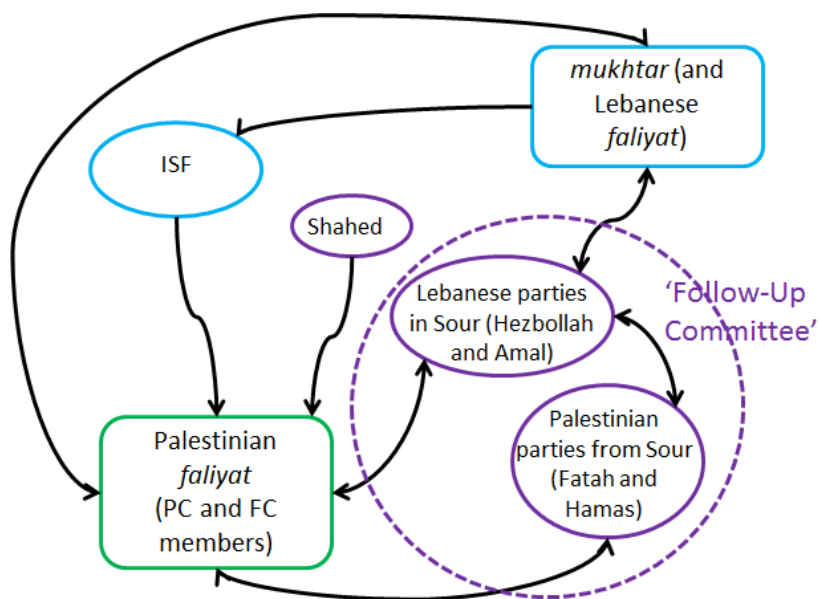 mukhtar (and
Lebanese
faliyat)
ISF
Shahed
Lebanese parties
in Sour (Hezbollah
and Amal)
‘Follow-Up
Committee’
Palestinian
parties from Sour
(Fatah and
Hamas)
Palestinian
faliyat
(PC and FC
members)